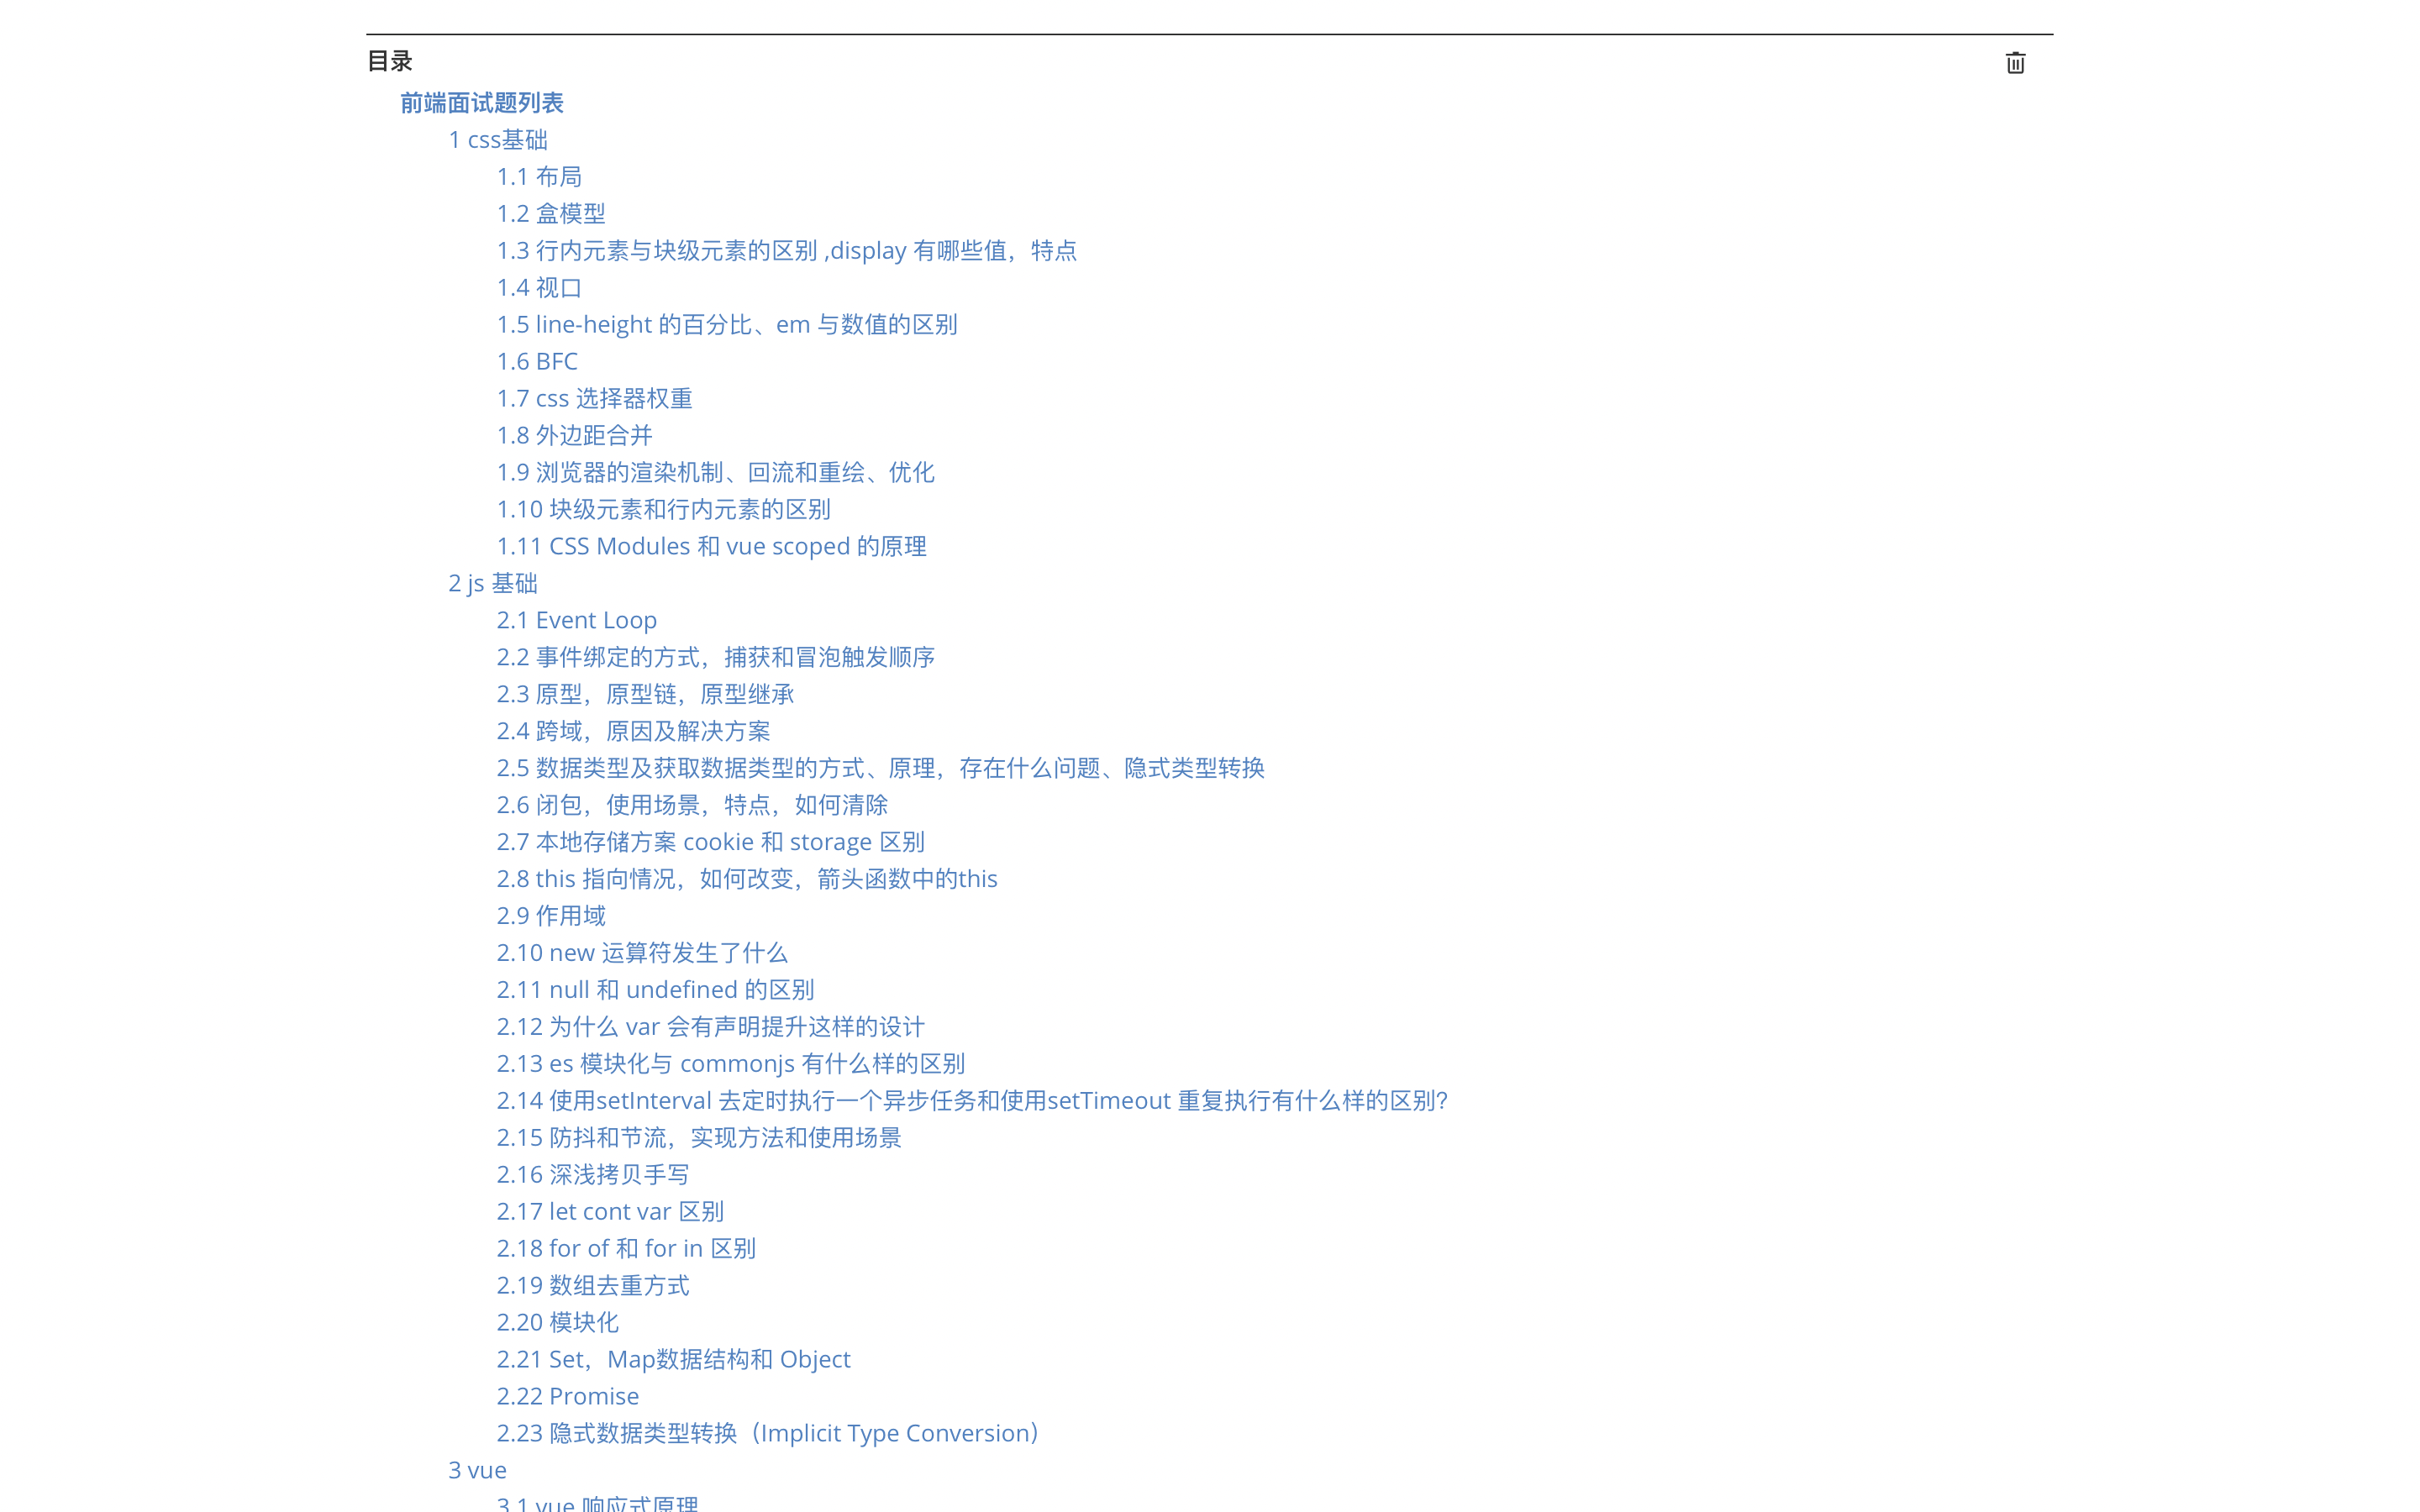 目录
前端面试题列表
1 css基础
1.1 布局
1.2 盒模型
1.3 行内元素与块级元素的区别 ,display 有哪些值，特点
1.4 视口
1.5 line-height 的百分比、em 与数值的区别
1.6 BFC
1.7 css 选择器权重
1.8 外边距合并
1.9 浏览器的渲染机制、回流和重绘、优化
1.10 块级元素和行内元素的区别
1.11 CSS Modules 和 vue scoped 的原理
2 js 基础
2.1 Event Loop
2.2 事件绑定的方式，捕获和冒泡触发顺序
2.3 原型，原型链，原型继承
2.4 跨域，原因及解决方案
2.5 数据类型及获取数据类型的方式、原理，存在什么问题、隐式类型转换
2.6 闭包，使用场景，特点，如何清除
2.7 本地存储方案 cookie 和 storage 区别
2.8 this 指向情况，如何改变，箭头函数中的this
2.9 作用域
2.10 new 运算符发生了什么
2.11 null 和 undefined 的区别
2.12 为什么 var 会有声明提升这样的设计
2.13 es 模块化与 commonjs 有什么样的区别
2.14 使用setInterval 去定时执行一个异步任务和使用setTimeout 重复执行有什么样的区别？
2.15 防抖和节流，实现方法和使用场景
2.16 深浅拷贝手写
2.17 let cont var 区别
2.18 for of 和 for in 区别
2.19 数组去重方式
2.20 模块化
2.21 Set，Map数据结构和 Object
2.22 Promise
2.23 隐式数据类型转换（Implicit Type Conversion）
3 vue
3.1 vue 响应式原理